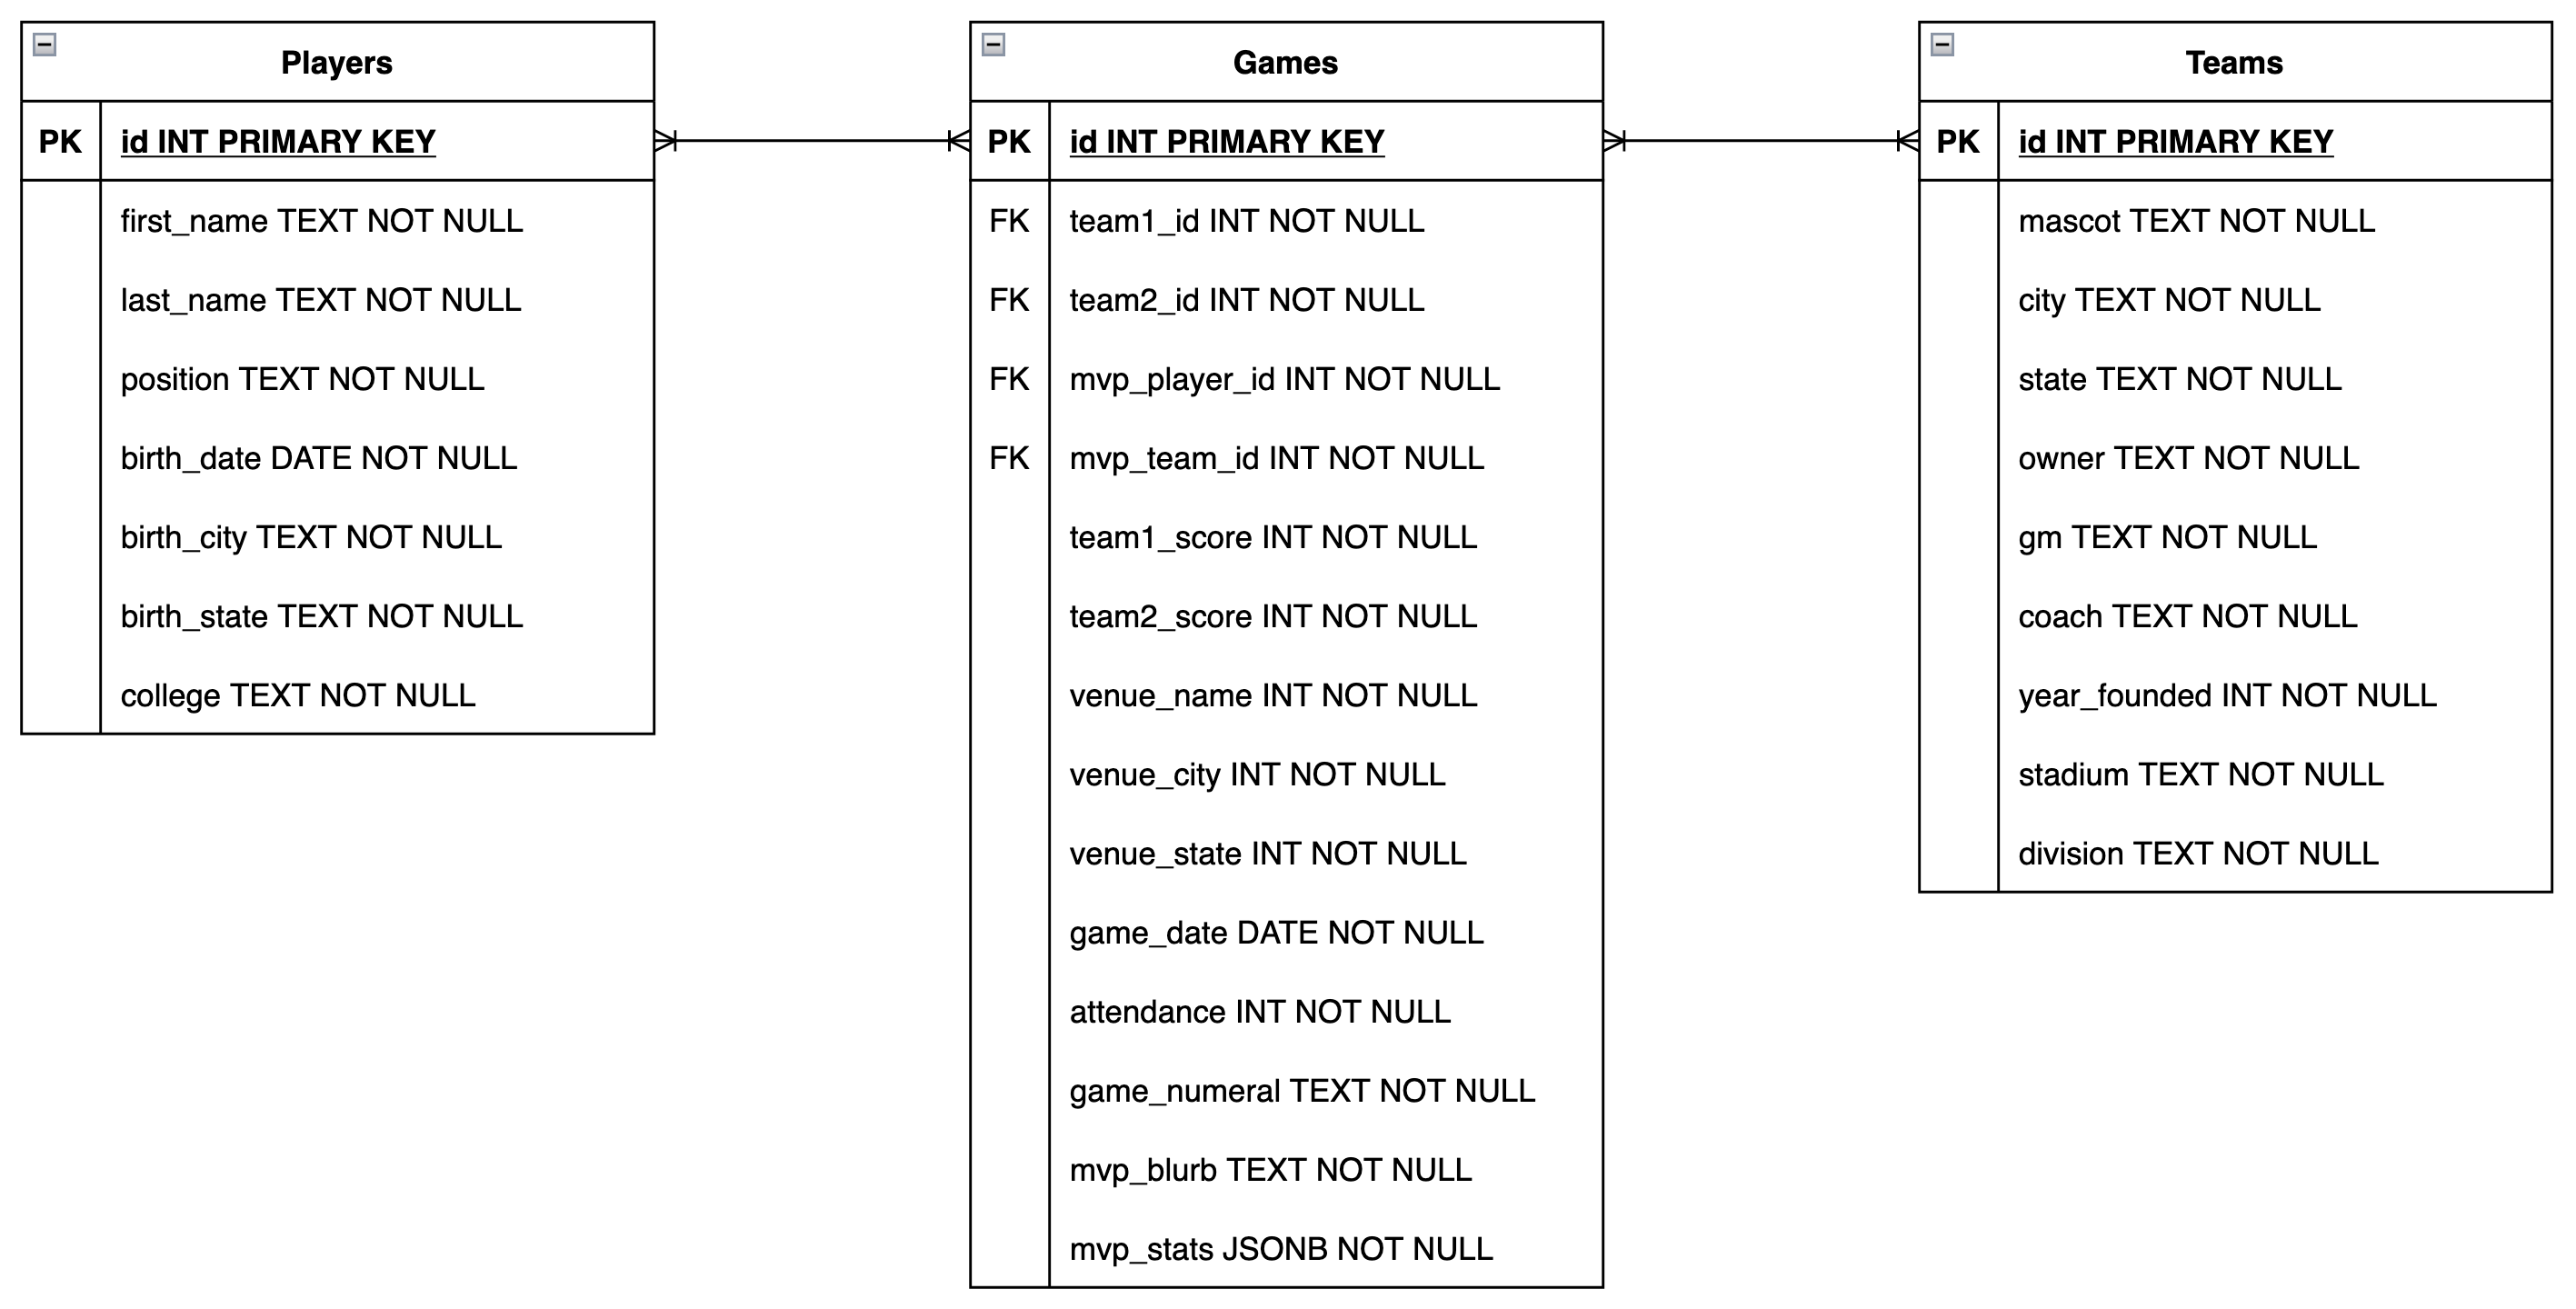 Players
PK id INT PRIMARY KEY
first_name TEXT NOT NULL
last_name TEXT NOT NULL
position TEXT NOT NULL
birth_date DATE NOT NULL
birth_city TEXT NOT NULL
birth_state TEXT NOT NULL
college TEXT NOT NULL
Games
PK id INT PRIMARY KEY
FK team1_id INT NOT NULL
FK team2_id INT NOT NULL
FK mvp_player_id INT NOT NULL
FK mvp_team_id INT NOT NULL
team1_score INT NOT NULL
team2_score INT NOT NULL
venue_name INT NOT NULL
venue_city INT NOT NULL
venue_state INT NOT NULL
game_date DATE NOT NULL
attendance INT NOT NULL
game_numeral TEXT NOT NULL
mvp_blurb TEXT NOT NULL
mvp_stats JSONB NOT NULL
Teams
PK id INT PRIMARY KEY
mascot TEXT NOT NULL
city TEXT NOT NULL
state TEXT NOT NULL
owner TEXT NOT NULL
gm TEXT NOT NULL
coach TEXT NOT NULL
year_founded INT NOT NULL
stadium TEXT NOT NULL
division TEXT NOT NULL